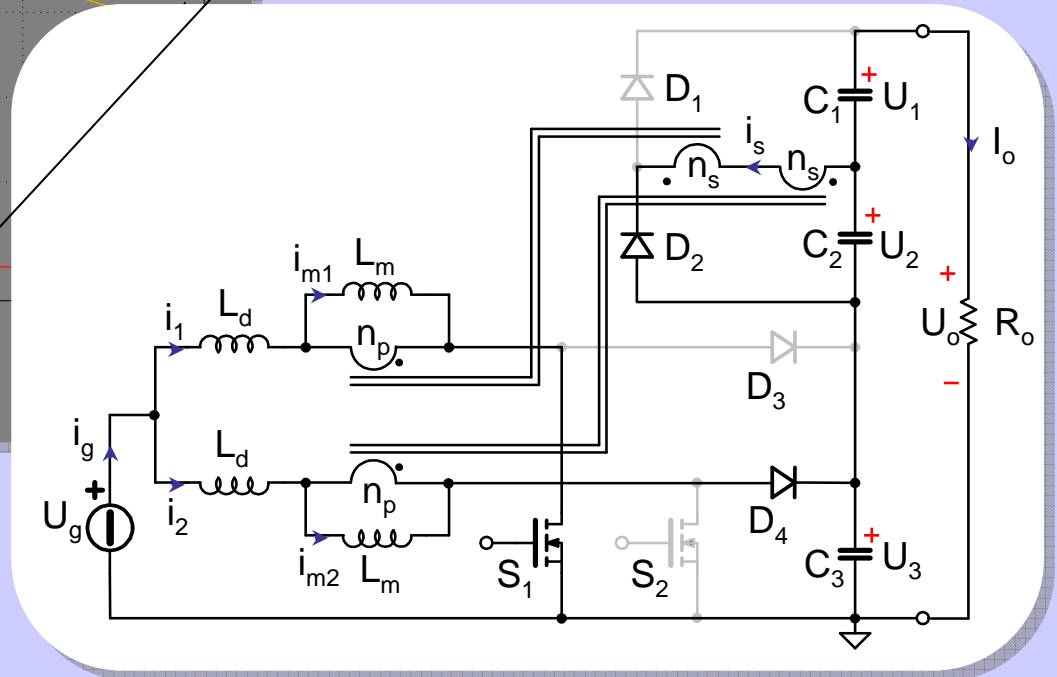 D1
C1
+
U1
is
Io
ns
ns
+
D2
C2
U2
im1
Lm
+
i1
Ld
np
Uo
Ro
D3
−
ig
Ld
+
i2
np
Ug
D4
+
im2
Lm
S1
S2
C3
U3